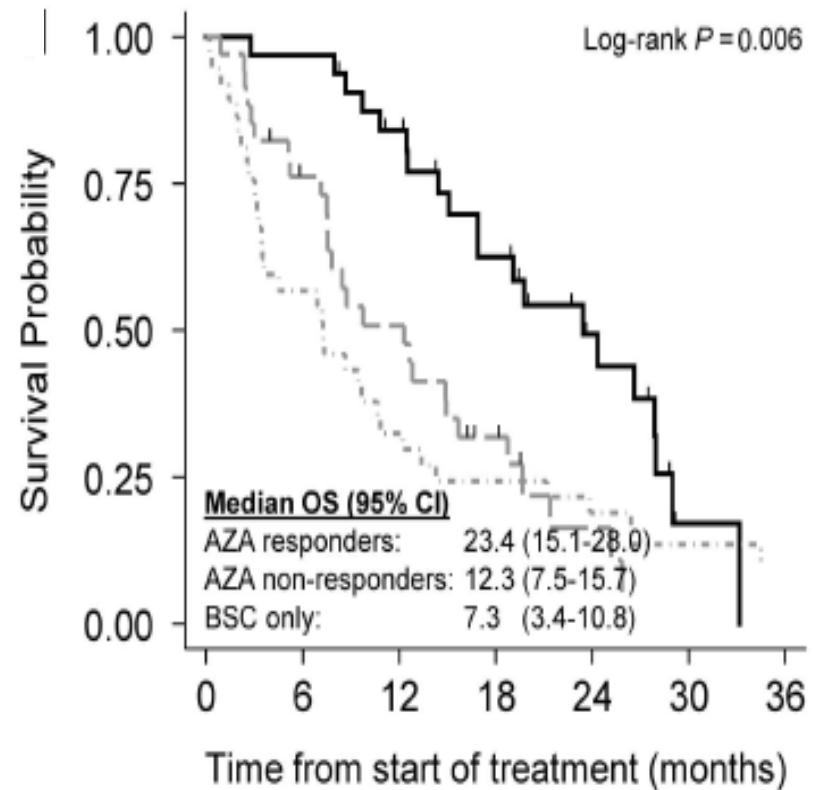 1.00
Log-rank P = 0.006
0.75
0.50
0.25
0.00
Survival Probability
Median OS (95% CI)
AZA responders: 23.4 (15.1-28.0)
AZA non-responders: 12.3 (7.5-15.7)
BSC only: 7.3 (3.4-10.8)
0 6 12 18 24 30 36
Time from start of treatment (months)